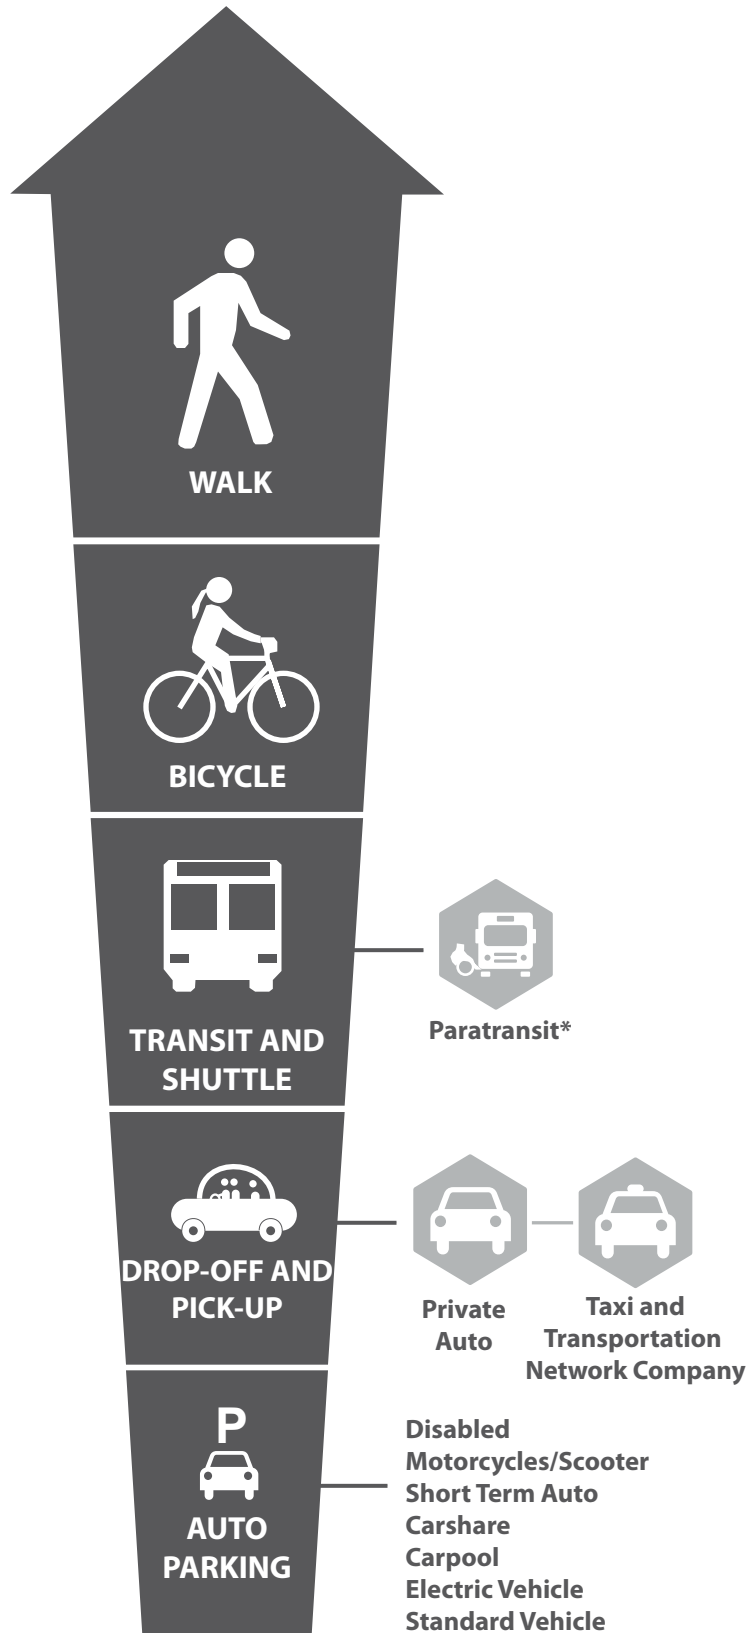 WALK
BICYCLE
TRANSIT AND
SHUTTLE
Paratransit*
DROP-OFF AND
PICK-UP
Private
Auto
Taxi and
Transportation
Network Company
P
AUTO
PARKING
Disabled
Motorcycles/Scooter
Short Term Auto
Carshare
Carpool
Electric Vehicle
Standard Vehicle